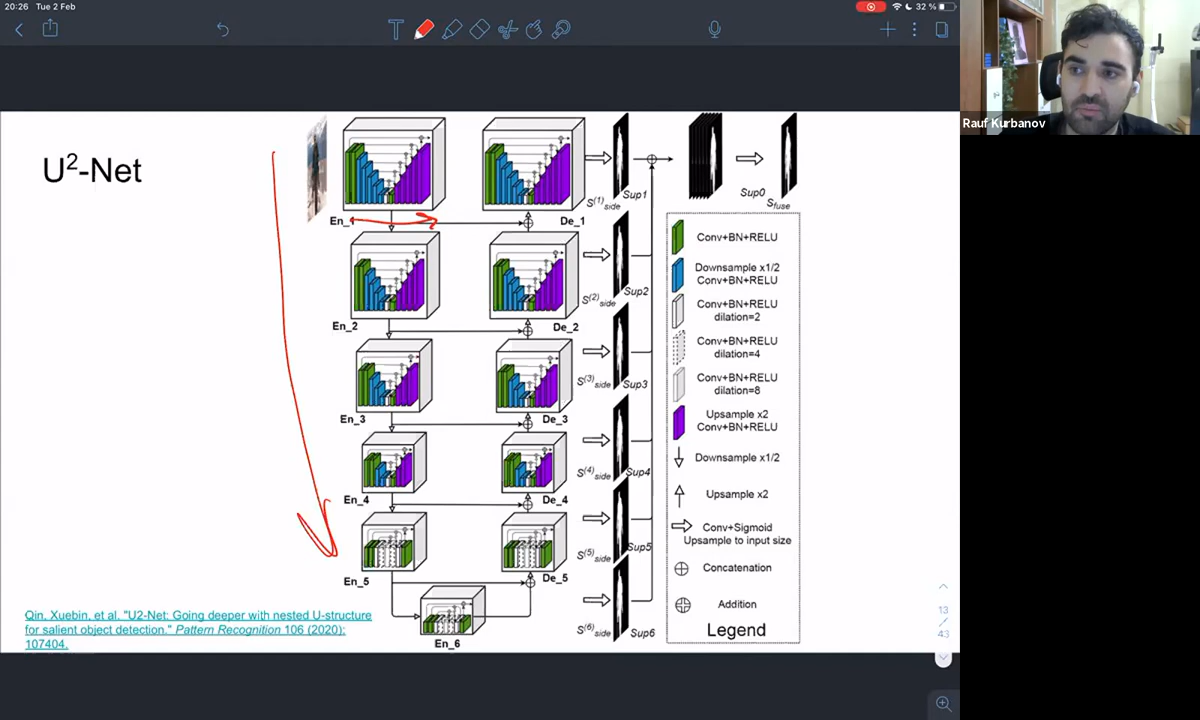 20:26 Tue 2 Feb
32 %
Rauf Kurbanov
U²-Net
En_1
De_1
S(1)side
Sup1
Sup0
Sfuse
En_2
De_2
S(2)side
Sup2
En_3
De_3
S(3)side
Sup3
En_4
De_4
S(4)side
Sup4
En_5
De_5
S(5)side
Sup5
En_6
S(6)side
Sup6
Conv+BN+RELU
Downsample x1/2
Conv+BN+RELU
Conv+BN+RELU
dilation=2
Conv+BN+RELU
dilation=4
Conv+BN+RELU
dilation=8
Upsample x2
Conv+BN+RELU
Downsample x1/2
Upsample x2
Conv+Sigmoid
Upsample to input size
Concatenation
Addition
Legend
Qin, Xuebin, et al. "U2-Net: Going deeper with nested U-structure
for salient object detection." Pattern Recognition 106 (2020):
107404.
13
/
43